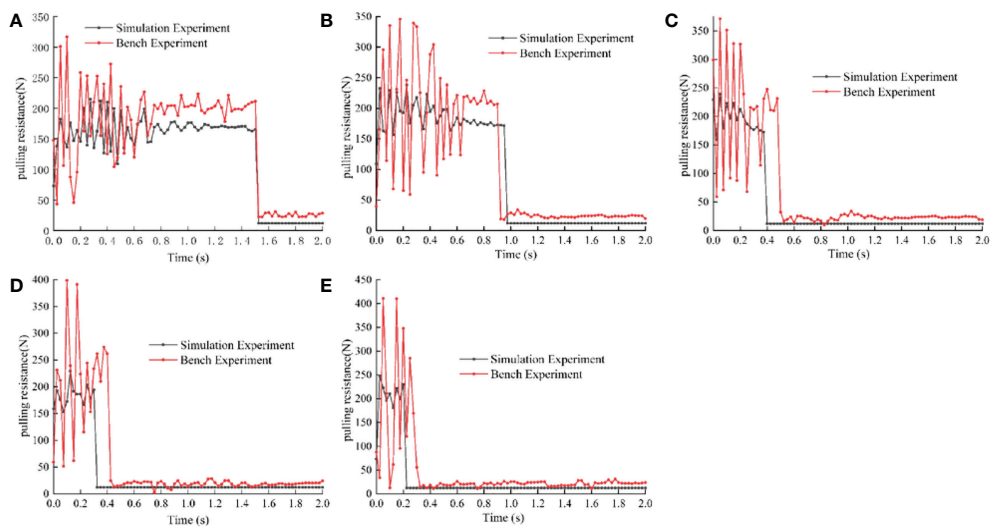 A
Simulation Experiment
Bench Experiment
pulling resistance(N)
350
300
250
200
150
100
50
0
0.0 0.2 0.4 0.6 0.8 1.0 1.2 1.4 1.6 1.8 2.0
Time (s)
B
Simulation Experiment
Bench Experiment
pulling resistance(N)
350
300
250
200
150
100
50
0
0.0 0.2 0.4 0.6 0.8 1.0 1.2 1.4 1.6 1.8 2.0
Time (s)
C
Simulation Experiment
Bench Experiment
pulling resistance(N)
350
300
250
200
150
100
50
0
0.0 0.2 0.4 0.6 0.8 1.0 1.2 1.4 1.6 1.8 2.0
Time (s)
D
Simulation Experiment
Bench Experiment
pulling resistance(N)
400
350
300
250
200
150
100
50
0
0.0 0.2 0.4 0.6 0.8 1.0 1.2 1.4 1.6 1.8 2.0
Time (s)
E
Simulation Experiment
Bench Experiment
pulling resistance(N)
450
400
350
300
250
200
150
100
50
0
0.0 0.2 0.4 0.6 0.8 1.0 1.2 1.4 1.6 1.8 2.0
Time (s)